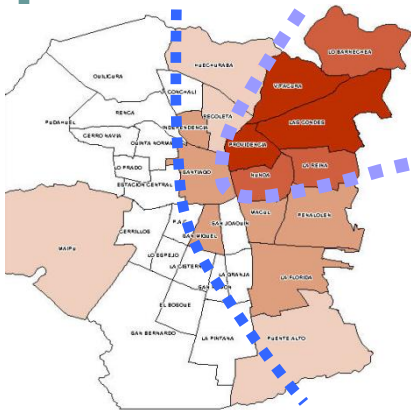 LO BARNECHEA
HUECHURABA
QUILICURA
VITACURA
CONCHALI
RENCA
RECOLETA
LAS CONDES
PUDAHUEL
INDEPENDENCIA
CERRO NAVIA
QUINTA NORMAL
PROVIDENCIA
LO PRADO
LA REINA
SANTIAGO
ÑUÑOA
ESTACION CENTRAL
MACUL
PEÑALOLEN
P.A.C.
SAN JOAQUIN
CERRILLOS
SAN MIGUEL
MAIPU
LO ESPEJO
LA CISTERNA
LA GRANJA
LA FLORIDA
SAN RAMON
EL BOSQUE
SAN BERNARDO
LA PINTANA
PUENTE ALTO